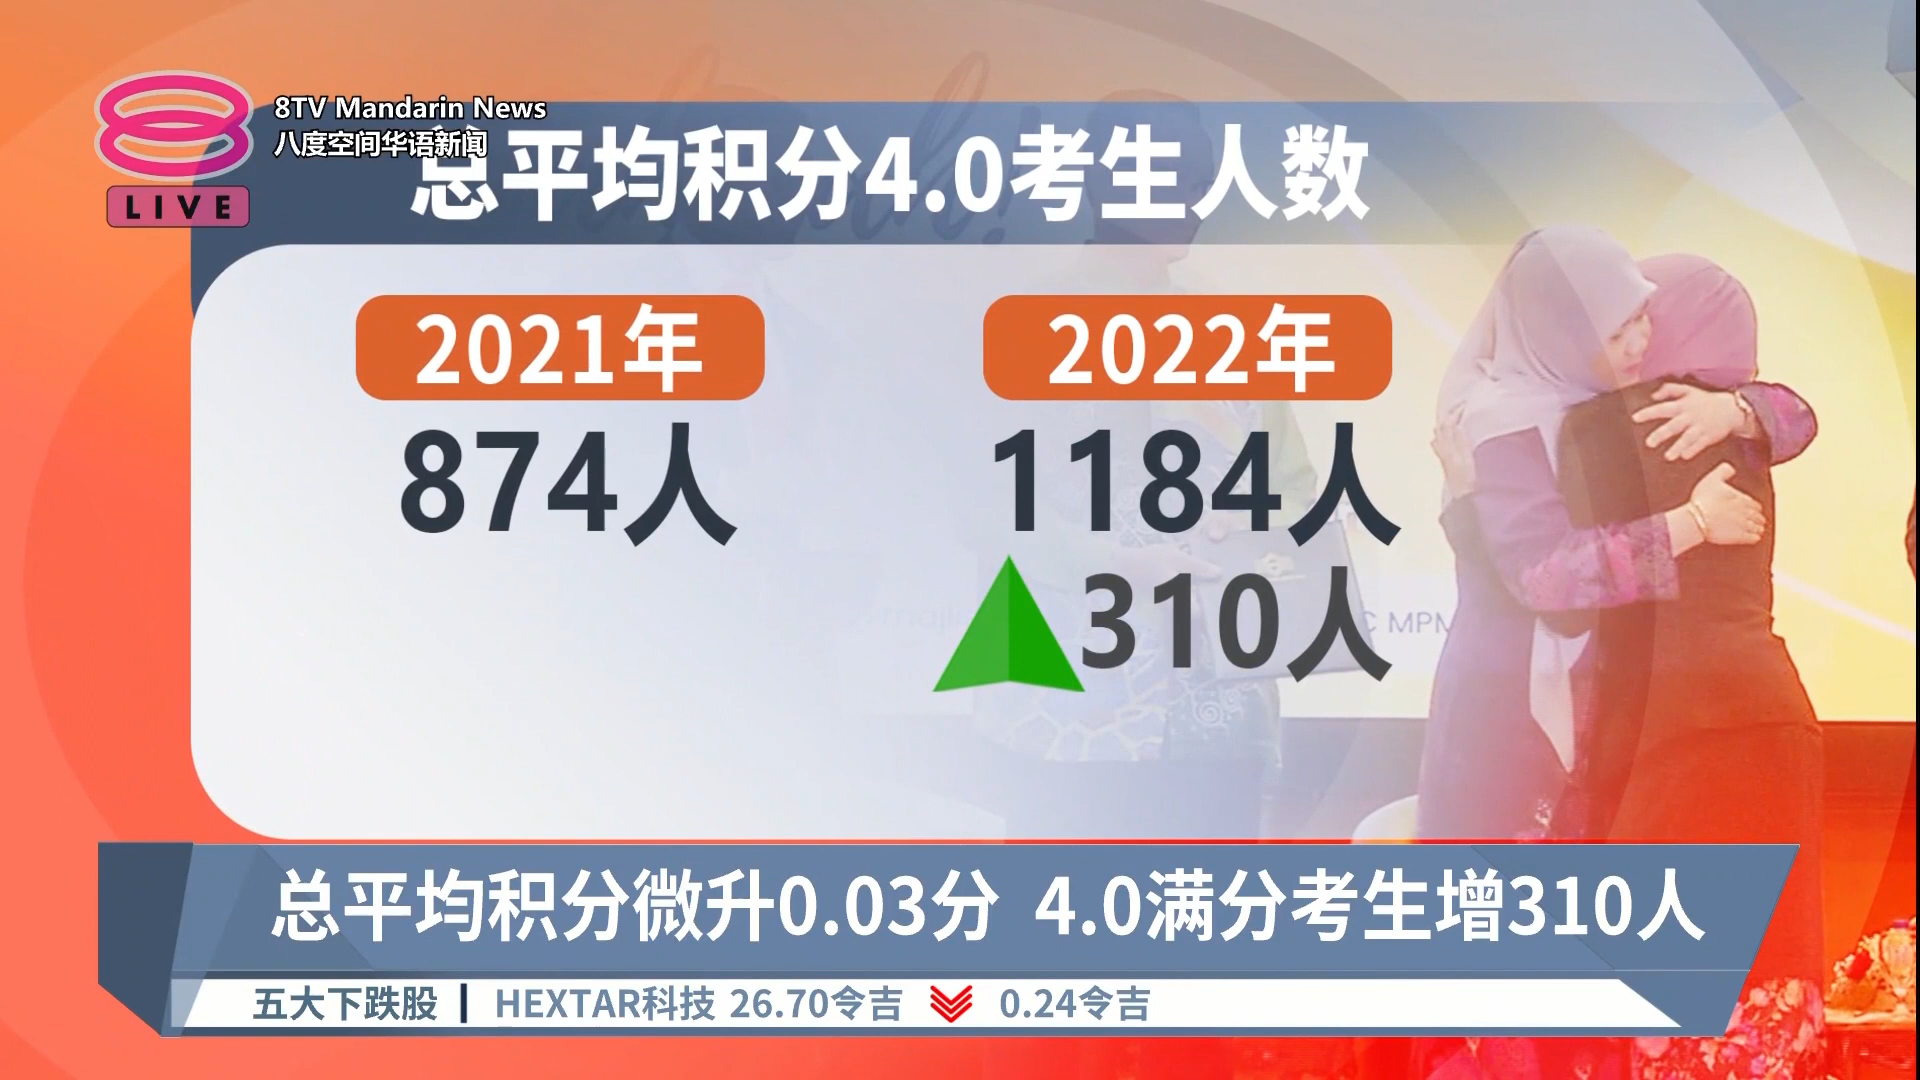 8TV Mandarin News
八度空间华语新闻
LIVE
总平均积分4.0考生人数
2021年
2022年
874人
1184人
310人
C MPM
总平均积分微升0.03分 4.0满分考生增310人
五大下跌股 | HEXTAR科技 26.70令吉 0.24令吉